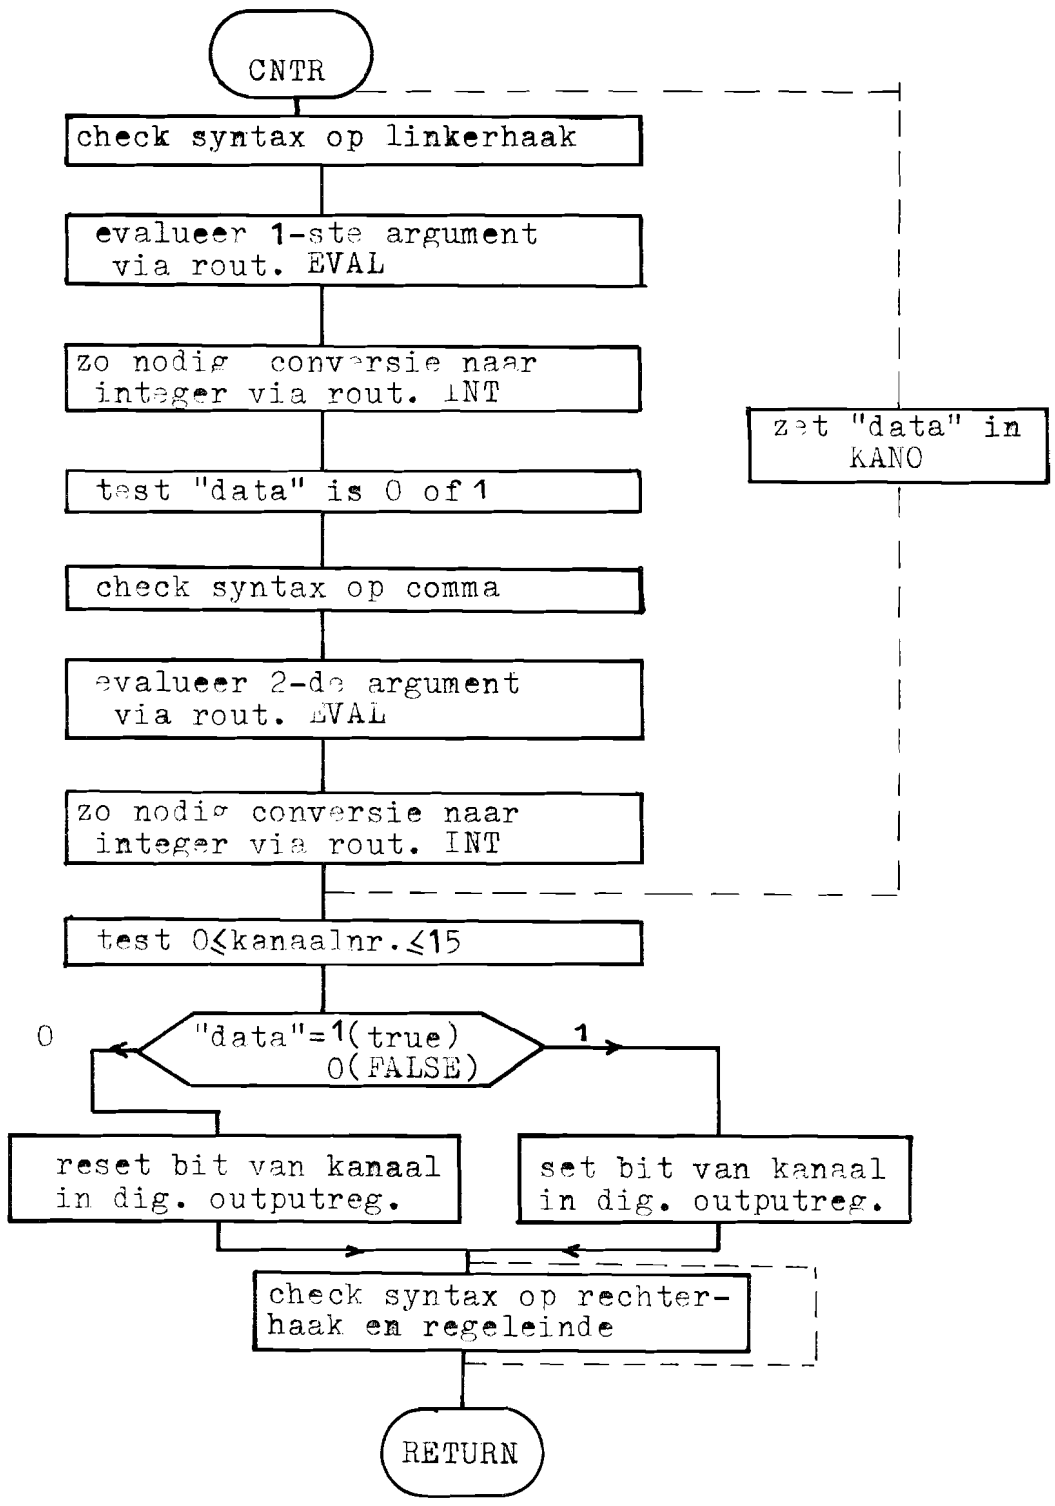 CNTR
check syntax op linkerhaak
evalueer 1-ste argument
via rout. EVAL
zo nodig conversie naar
integer via rout. INT
zet "data" in
KANO
test "data" is 0 of 1
check syntax op comma
evalueer 2-de argument
via rout. EVAL
zo nodig conversie naar
integer via rout. INT
test 0≤kanaalnr.≤15
0
"data"=1(true)
0(FALSE)
1
reset bit van kanaal
in dig. outputreg.
set bit van kanaal
in dig. outputreg.
check syntax op rechter-
haak en regeleinde
RETURN